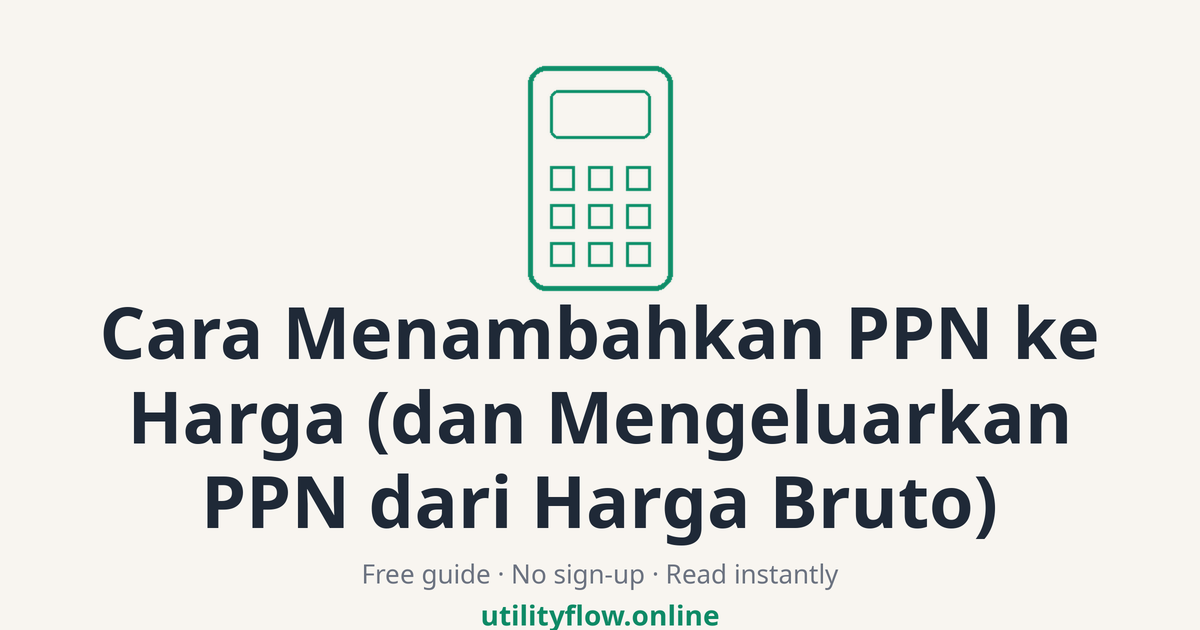 Cara Menambahkan PPN ke
Harga (dan Mengeluarkan
PPN dari Harga Bruto)
Free guide · No sign-up · Read instantly
utilityflow.online